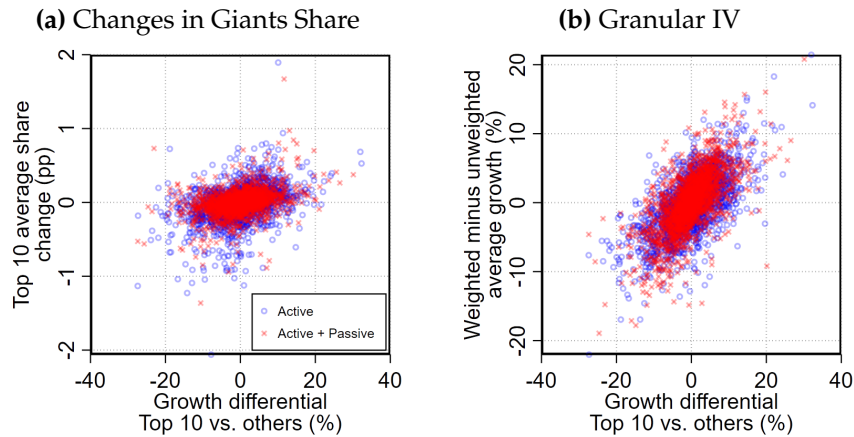 (a) Changes in Giants Share
Top 10 average share
change (pp)
2
1
0
-1
-2
Active
Active + Passive
-40
-20
0
20
40
Growth differential
Top 10 vs. others (%)
(b) Granular IV
Weighted minus unweighted
average growth (%)
20
10
0
-10
-20
-40
-20
0
20
40
Growth differential
Top 10 vs. others (%)